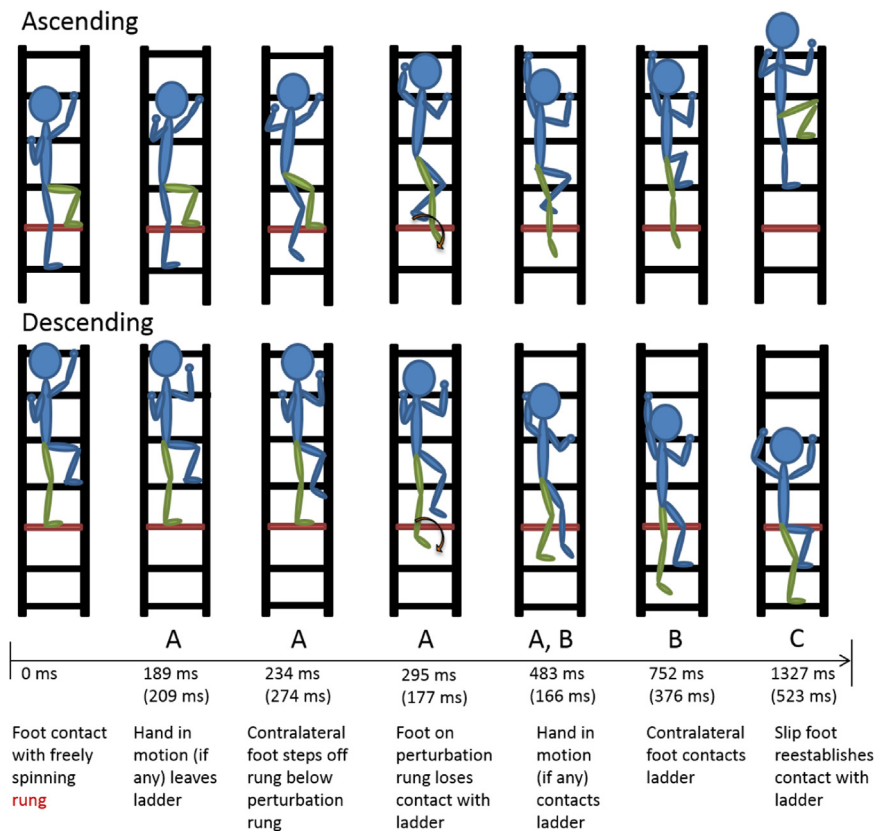 Ascending
Descending
A
A
A
A, B
B
C
0 ms
189 ms
(209 ms)
234 ms
(274 ms)
295 ms
(177 ms)
483 ms
(166 ms)
752 ms
(376 ms)
1327 ms
(523 ms)
Foot contact
with freely
spinning
rung
Hand in
motion (if
any) leaves
ladder
Contralateral
foot steps off
rung below
perturbation
rung
Foot on
perturbation
rung loses
contact with
ladder
Hand in
motion
(if any)
contacts
ladder
Contralateral
foot contacts
ladder
Slip foot
reestablishes
contact with
ladder